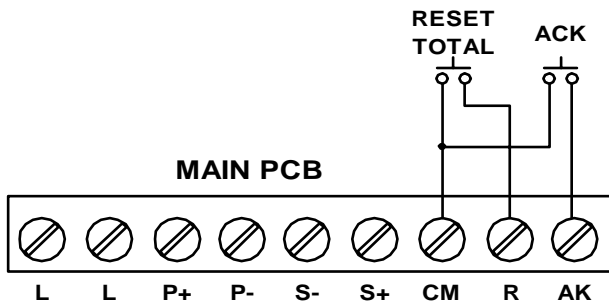 RESET
TOTAL
ACK
MAIN PCB
L L P+ P- S- S+ CM R AK